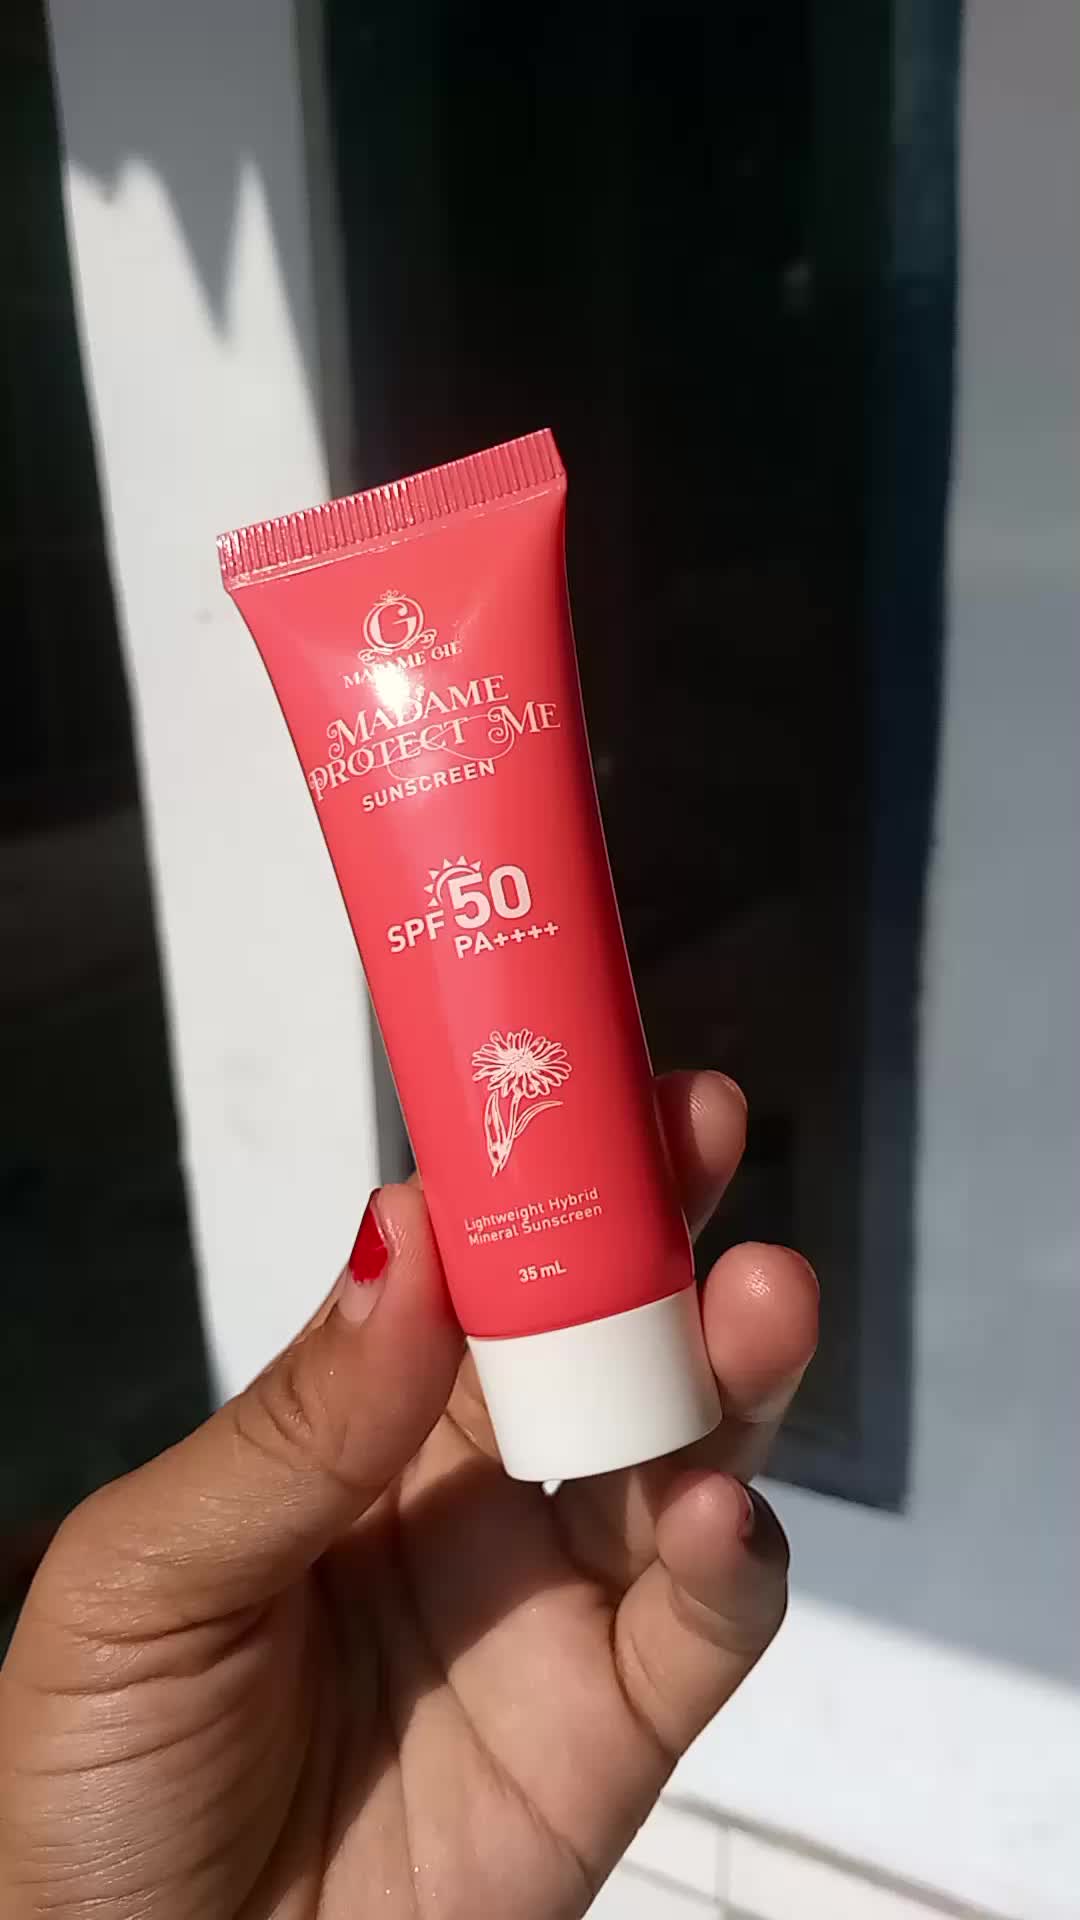 G
MADAME GIE
MADAME
PROTECT ME
SUNSCREEN
SPF 50
PA++++
Lightweight Hybrid
Mineral Sunscreen
35 mL